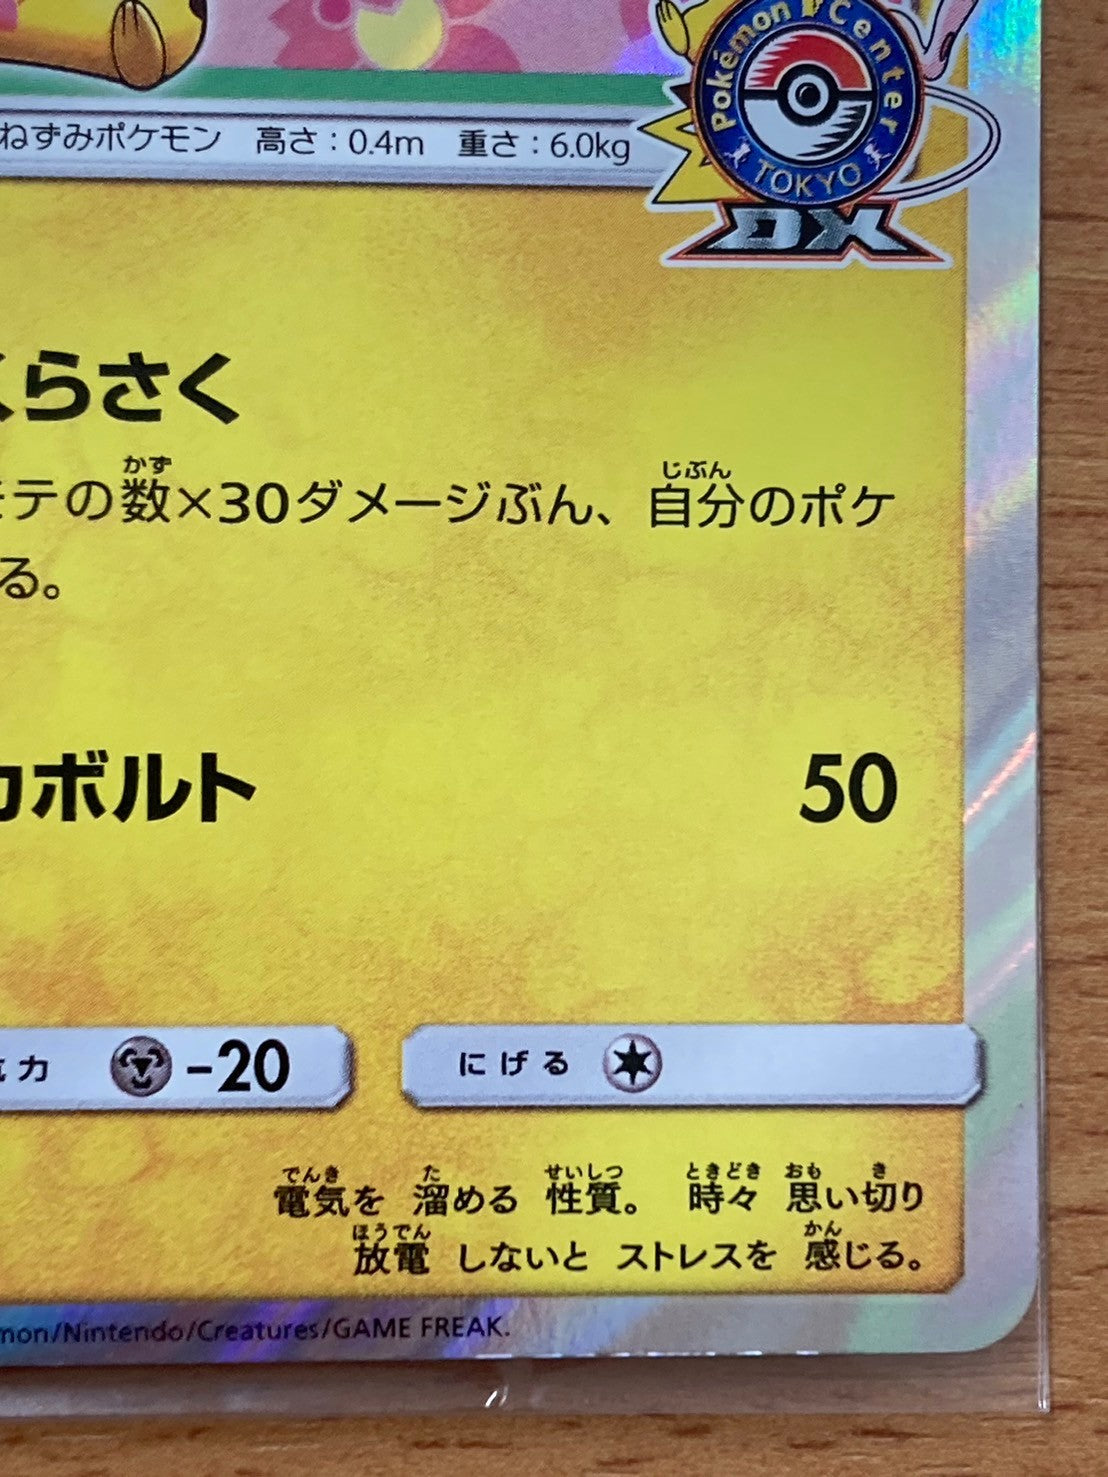 ねずみポケモン 高さ：0.4m 重さ：6.0kg
Pokémon Center
TOKYO
DX
らさく
かず じぶん
テの数×30ダメージぶん、自分のポケ
る。
ボルト 50
力 -20 にげる
でんき た せいしつ ときどき おも き
電気を 溜める 性質。 時々 思い切り
ほうでん かん
放電 しないと ストレスを 感じる。
mon/Nintendo/Creatures/GAME FREAK.